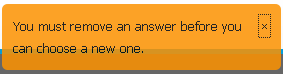 You must remove an answer before you
can choose a new one.
×